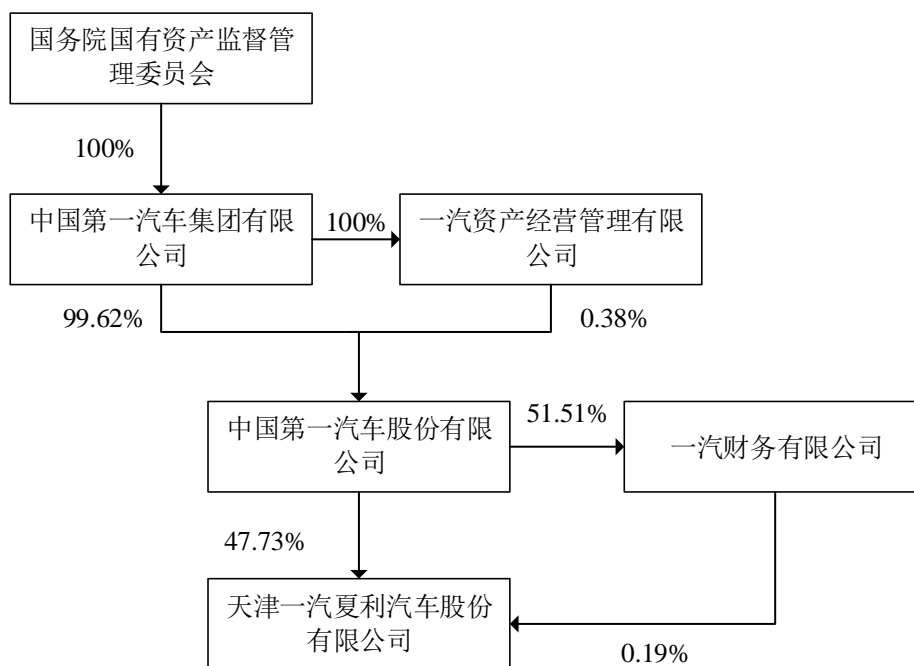 国务院国有资产监督管
理委员会
100%
中国第一汽车集团有限
公司
100%
一汽资产经营管理有限
公司
99.62%
0.38%
中国第一汽车股份有限
公司
51.51%
一汽财务有限公司
47.73%
天津一汽夏利汽车股份
有限公司
0.19%